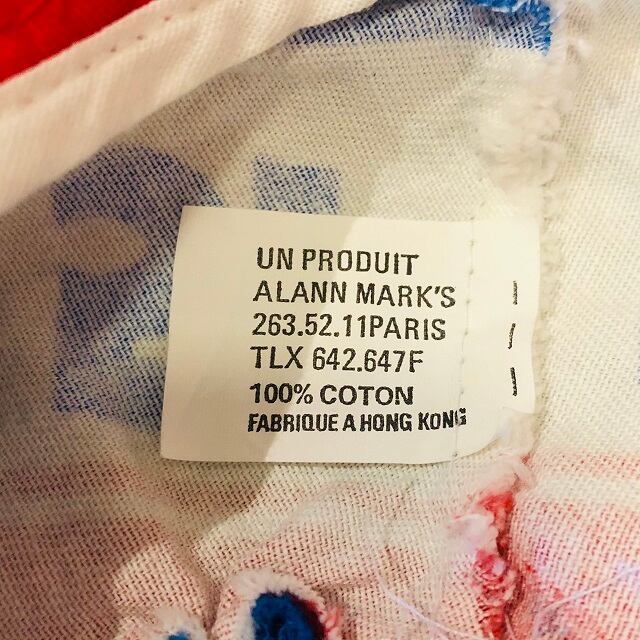 UN PRODUIT
ALANN MARK'S
263.52.11PARIS
TLX 642.647F
100% COTON
FABRIQUE A HONG KONG